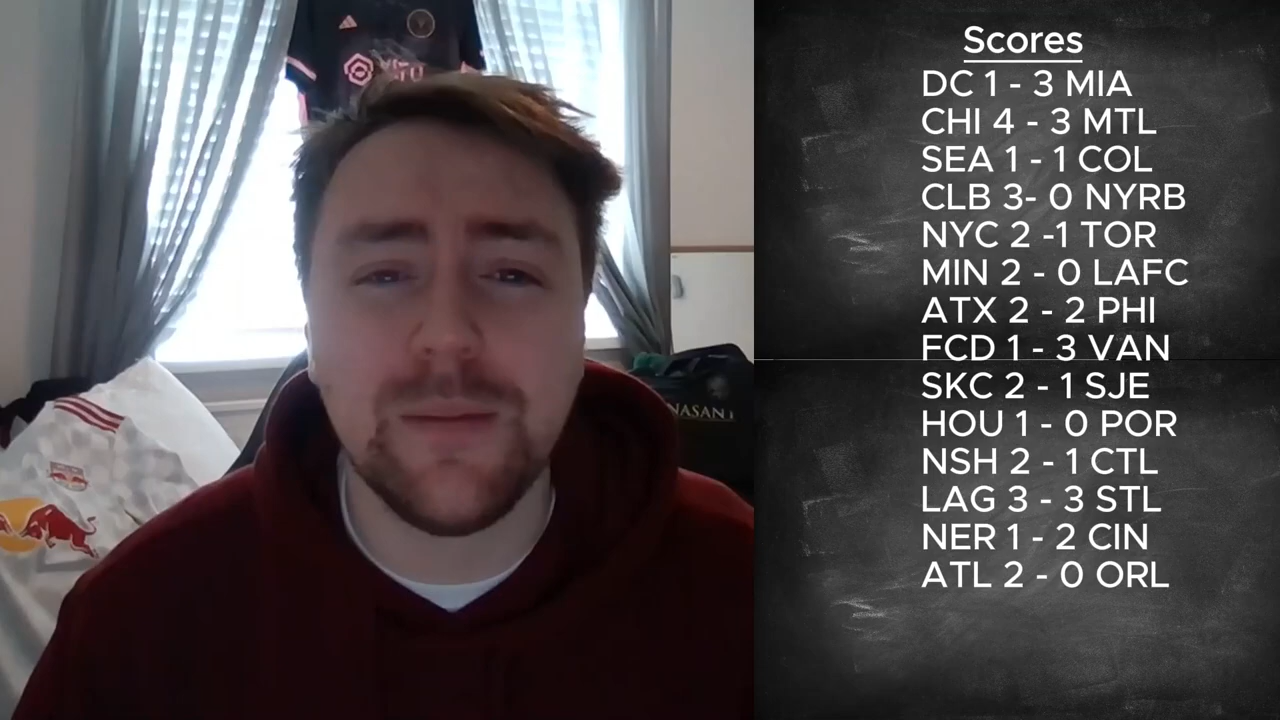 Scores
DC 1 - 3 MIA
CHI 4 - 3 MTL
SEA 1 - 1 COL
CLB 3- 0 NYRB
NYC 2 -1 TOR
MIN 2 - 0 LAFC
ATX 2 - 2 PHI
FCD 1 - 3 VAN
SKC 2 - 1 SJE
HOU 1 - 0 POR
NSH 2 - 1 CTL
LAG 3 - 3 STL
NER 1 - 2 CIN
ATL 2 - 0 ORL